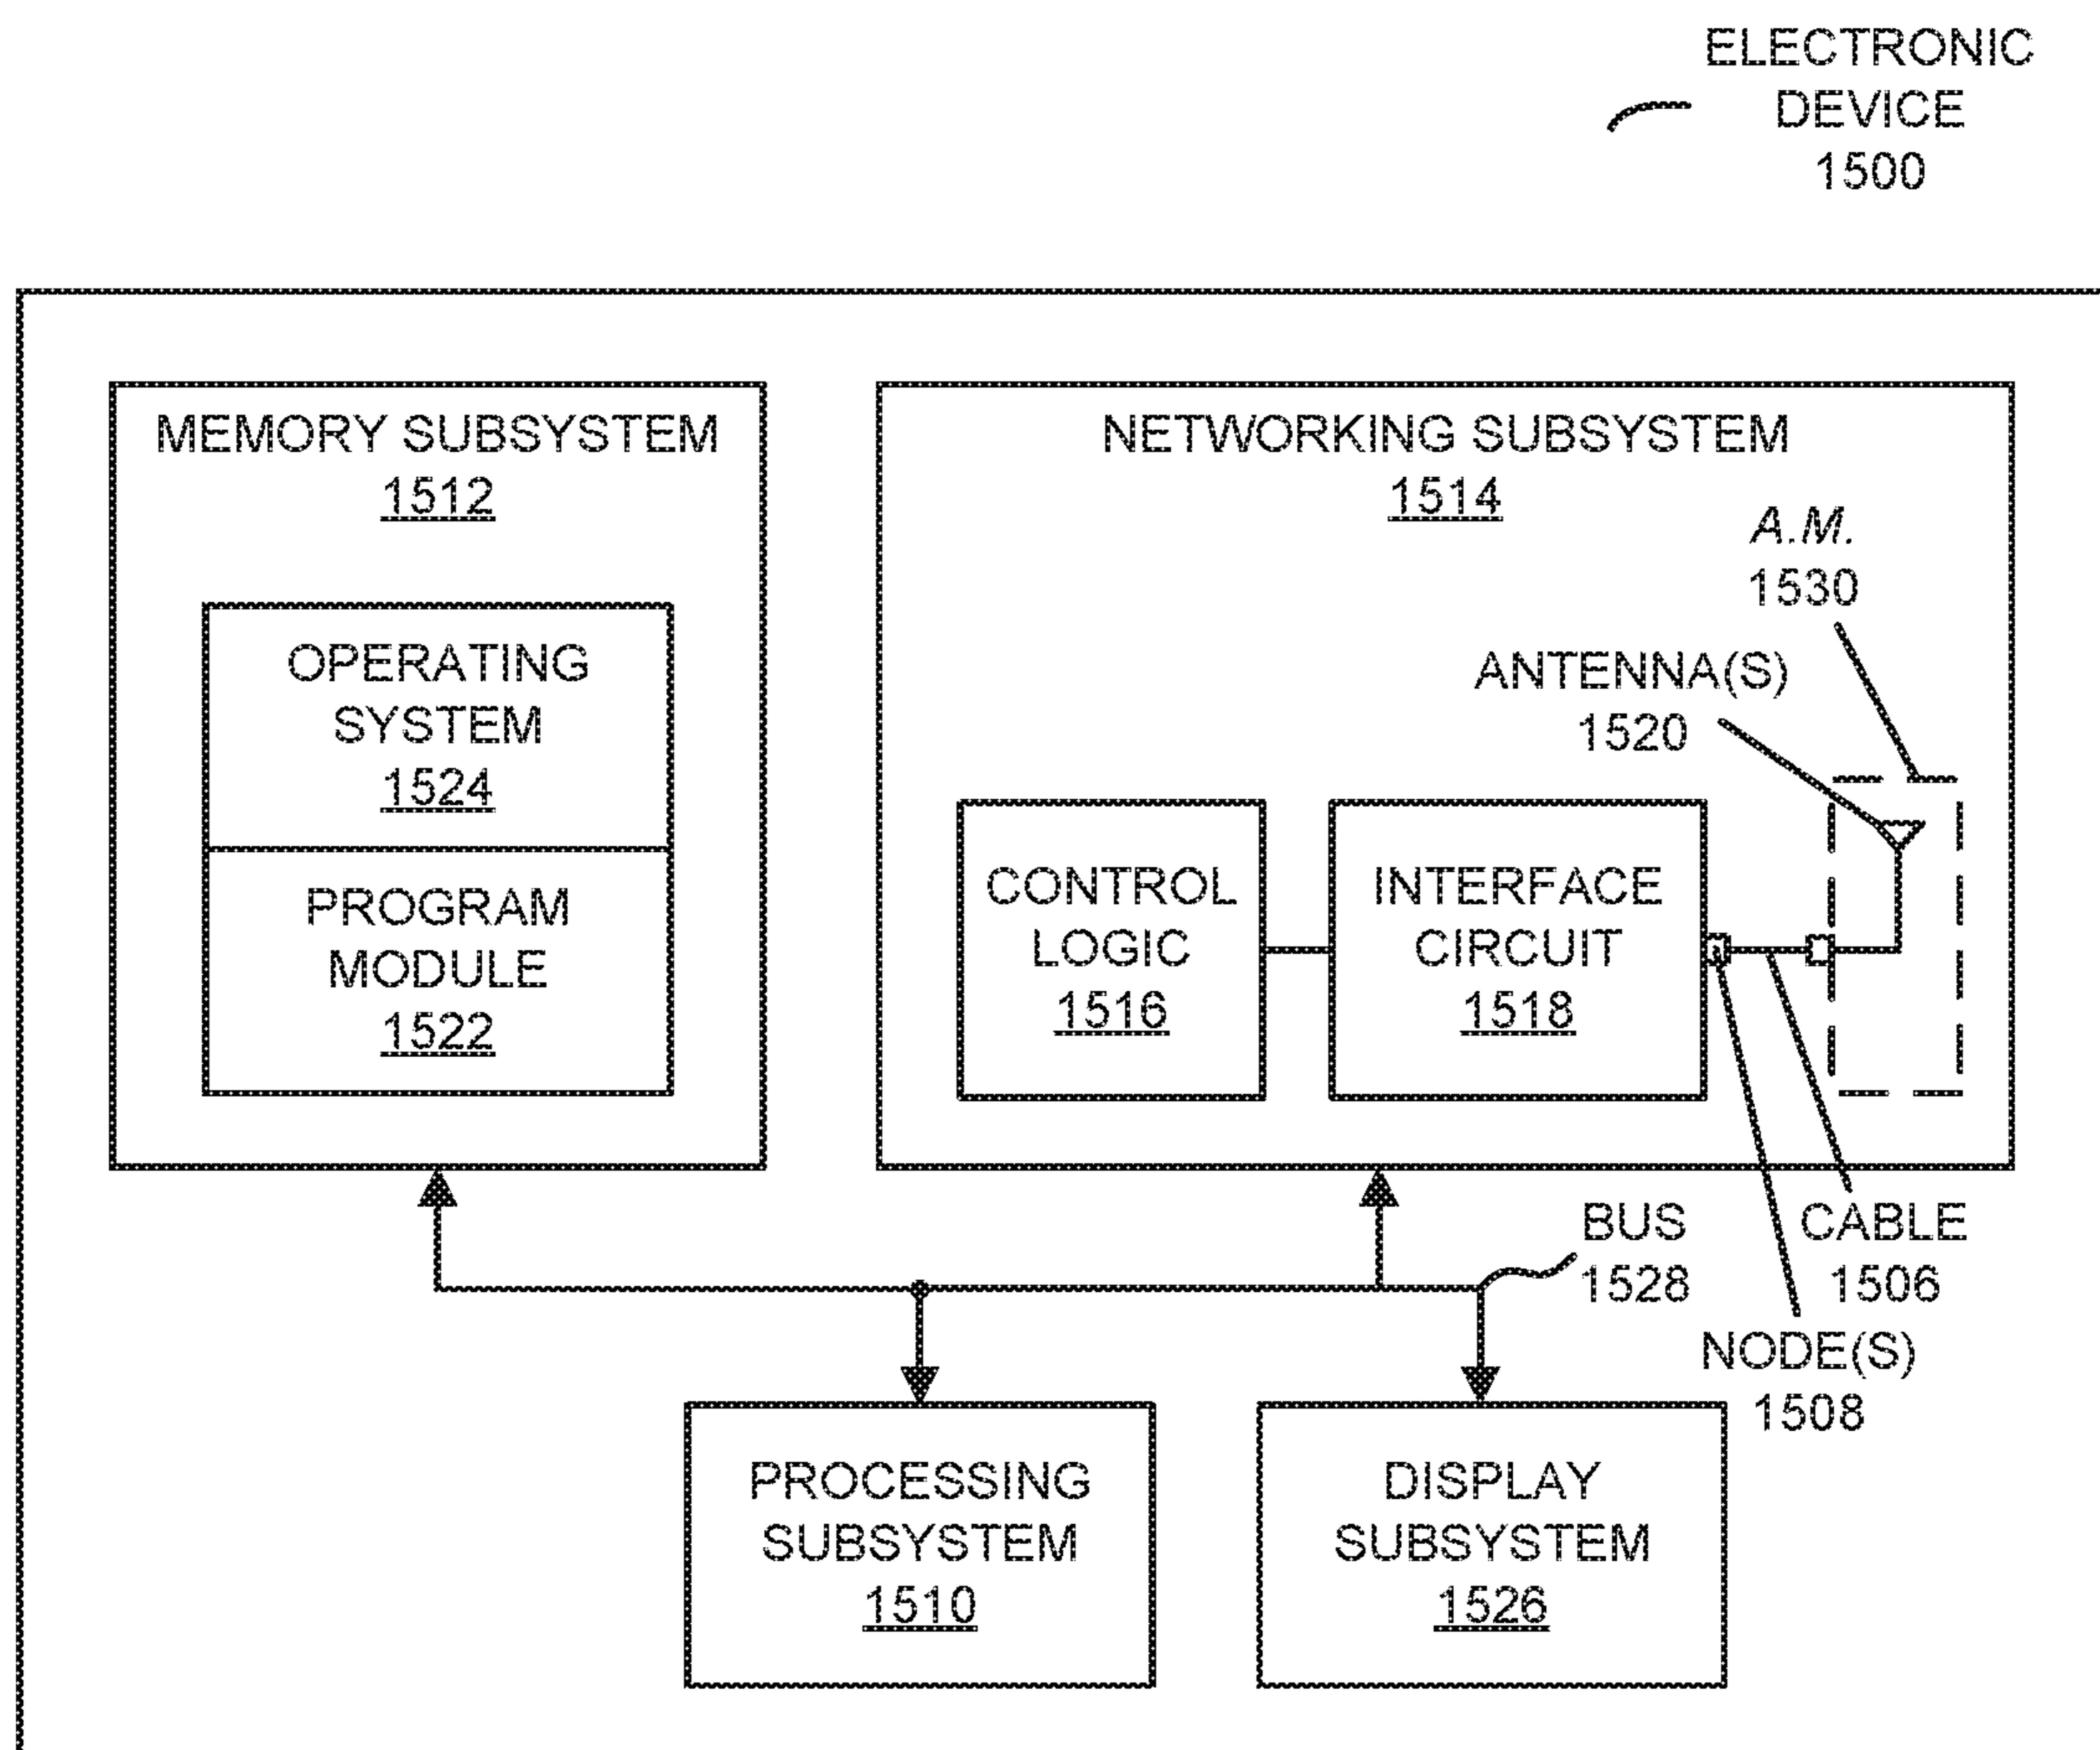 ELECTRONIC
DEVICE
1500
MEMORY SUBSYSTEM
1512
OPERATING
SYSTEM
1524
PROGRAM
MODULE
1522
NETWORKING SUBSYSTEM
1514
A.M.
1530
ANTENNA(S)
1520
CONTROL
LOGIC
1516
INTERFACE
CIRCUIT
1518
BUS
1528
CABLE
1506
NODE(S)
1508
PROCESSING
SUBSYSTEM
1510
DISPLAY
SUBSYSTEM
1526